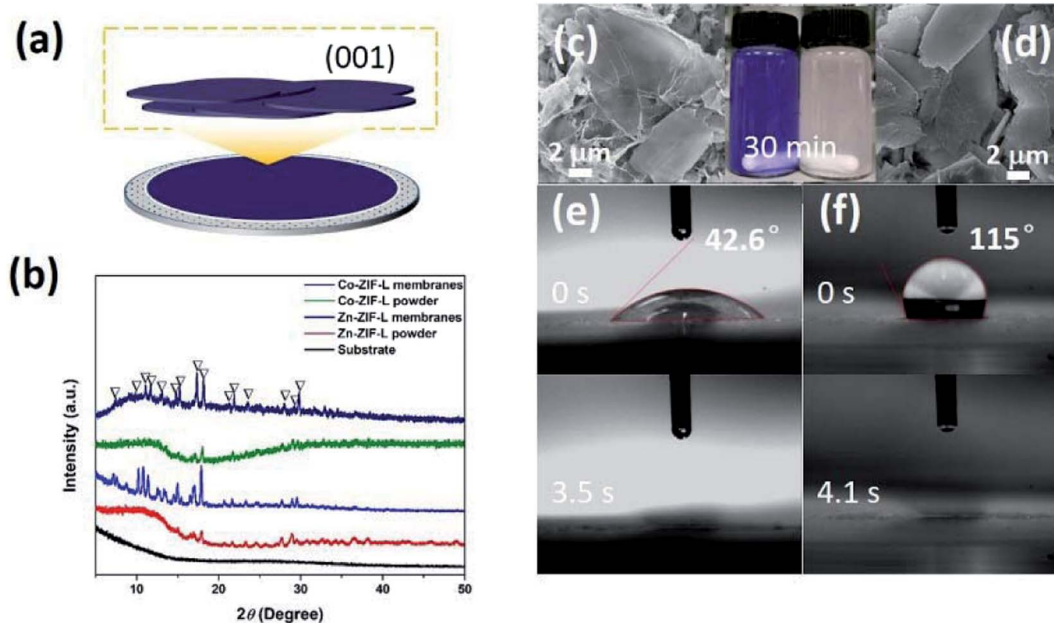 (a)
(001)
(b)
Co-ZIF-L membranes
Co-ZIF-L powder
Zn-ZIF-L membranes
Zn-ZIF-L powder
Substrate
Intensity (a.u.)
10 20 30 40 50
2θ (Degree)
(c)
(d)
2 μm
30 min
2 μm
(e)
42.6°
0 s
(f)
115°
0 s
3.5 s
4.1 s